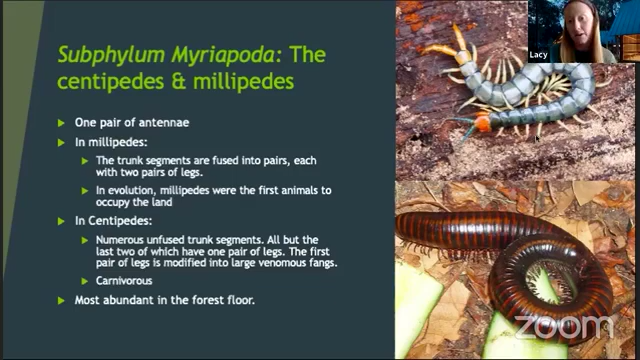 Subphylum Myriapoda: The
centipedes & millipedes
One pair of antennae
In millipedes:
The trunk segments are fused into pairs, each
with two pairs of legs.
In evolution, millipedes were the first animals to
occupy the land
In Centipedes:
Numerous unfused trunk segments. All but the
last two of which have one pair of legs. The first
pair of legs is modified into large venomous fangs.
Carnivorous
Most abundant in the forest floor.
Lacy
zoom